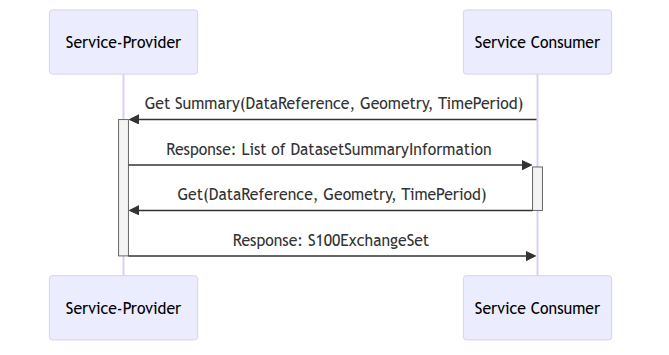 Service-Provider
Service Consumer
Get Summary(DataReference, Geometry, TimePeriod)
Response: List of DatasetSummaryInformation
Get(DataReference, Geometry, TimePeriod)
Response: S100ExchangeSet
Service-Provider
Service Consumer